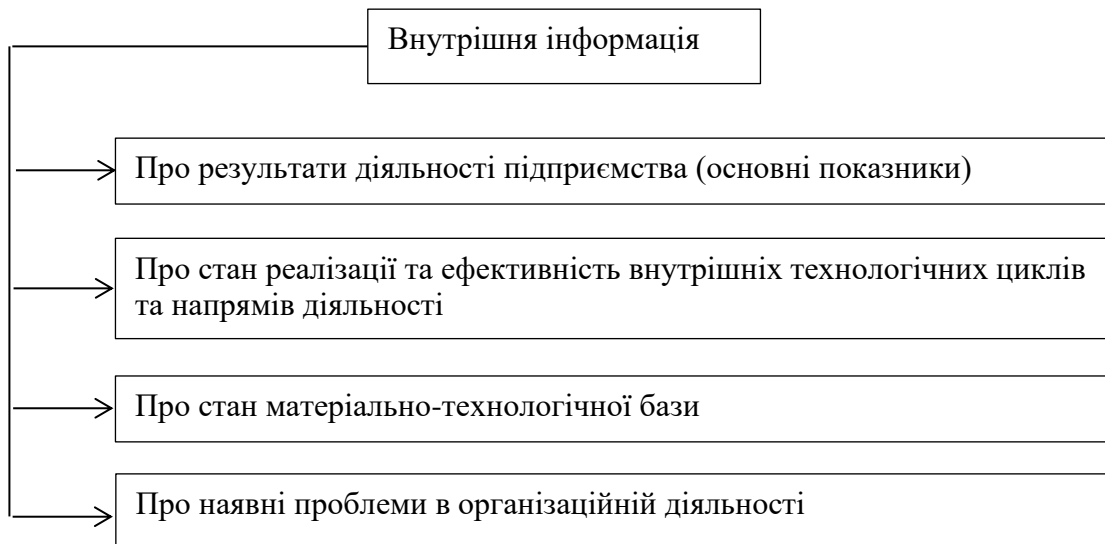 Внутрішня інформація
Про результати діяльності підприємства (основні показники)
Про стан реалізації та ефективність внутрішніх технологічних циклів
та напрямів діяльності
Про стан матеріально-технологічної бази
Про наявні проблеми в організаційній діяльності